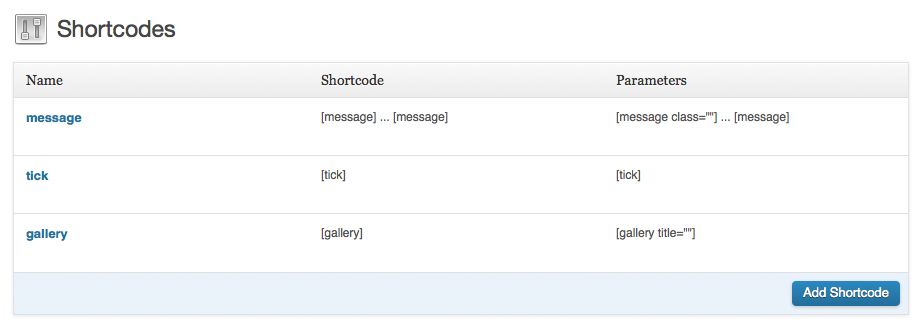 Shortcodes
Name Shortcode Parameters
message [message] ... [message] [message class=""] ... [message]
tick [tick] [tick]
gallery [gallery] [gallery title=""]
Add Shortcode